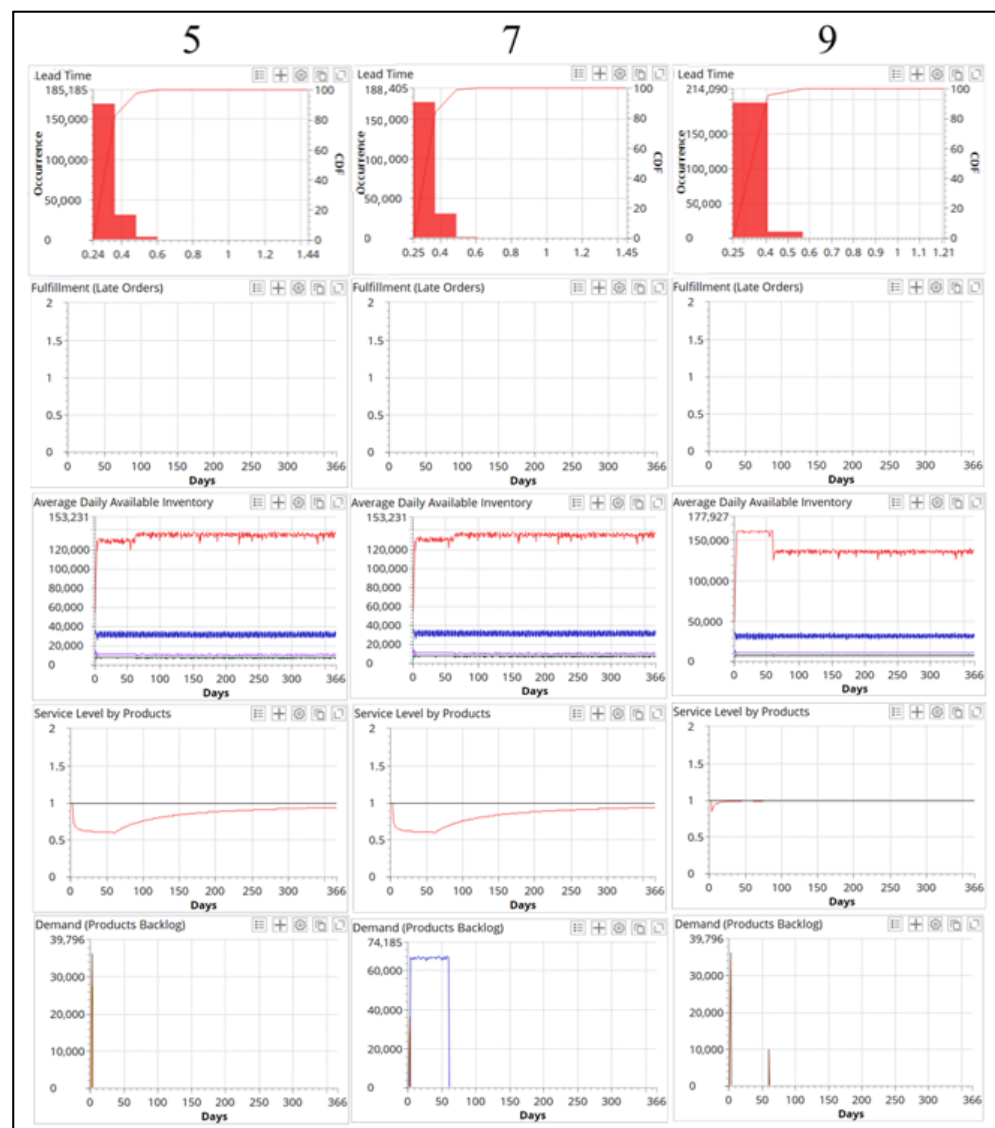 5 7 9
Lead Time Lead Time Lead Time
185,185 100 188,405 100 214,090 100
150,000 80 150,000 80 150,000 80
100,000 60 100,000 60 100,000 60
50,000 40 50,000 40 50,000 40
20 20 20
0 0 0 0 0 0
Occurrence CDF Occurrence CDF Occurrence CDF
0.24 0.4 0.6 0.8 1 1.2 1.44 0.25 0.4 0.6 0.8 1 1.2 1.45 0.25 0.4 0.5 0.6 0.7 0.8 0.9 1 1.1 1.21
Fulfillment (Late Orders) Fulfillment (Late Orders) Fulfillment (Late Orders)
2 2 2
1.5 1.5 1.5
1 1 1
0.5 0.5 0.5
0 0 0
0 50 100 150 200 250 300 366 0 50 100 150 200 250 300 366 0 50 100 150 200 250 300 366
Days Days Days
Average Daily Available Inventory Average Daily Available Inventory Average Daily Available Inventory
153,231 153,231 177,927
120,000 120,000 150,000
100,000 100,000 100,000
80,000 80,000 50,000
60,000 60,000
40,000 40,000
20,000 20,000
0 0 0
0 50 100 150 200 250 300 366 0 50 100 150 200 250 300 366 0 50 100 150 200 250 300 366
Days Days Days
Service Level by Products Service Level by Products Service Level by Products
2 2 2
1.5 1.5 1.5
1 1 1
0.5 0.5 0.5
0 0 0
0 50 100 150 200 250 300 366 0 50 100 150 200 250 300 366 0 50 100 150 200 250 300 366
Days Days Days
Demand (Products Backlog) Demand (Products Backlog) Demand (Products Backlog)
39,796 74,185 39,796
30,000 60,000 30,000
20,000 40,000 20,000
10,000 20,000 10,000
0 0 0
0 50 100 150 200 250 300 366 0 50 100 150 200 250 300 366 0 50 100 150 200 250 300 366
Days Days Days